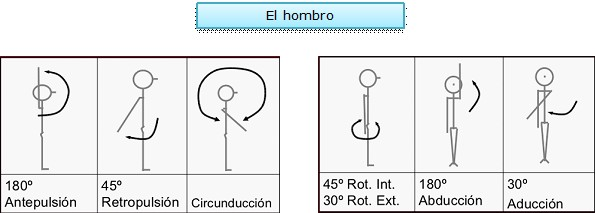 El hombro
180º
Antepulsión
45º
Retropulsión
Circunducción
45º Rot. Int.
30º Rot. Ext.
180º
Abducción
30º
Aducción